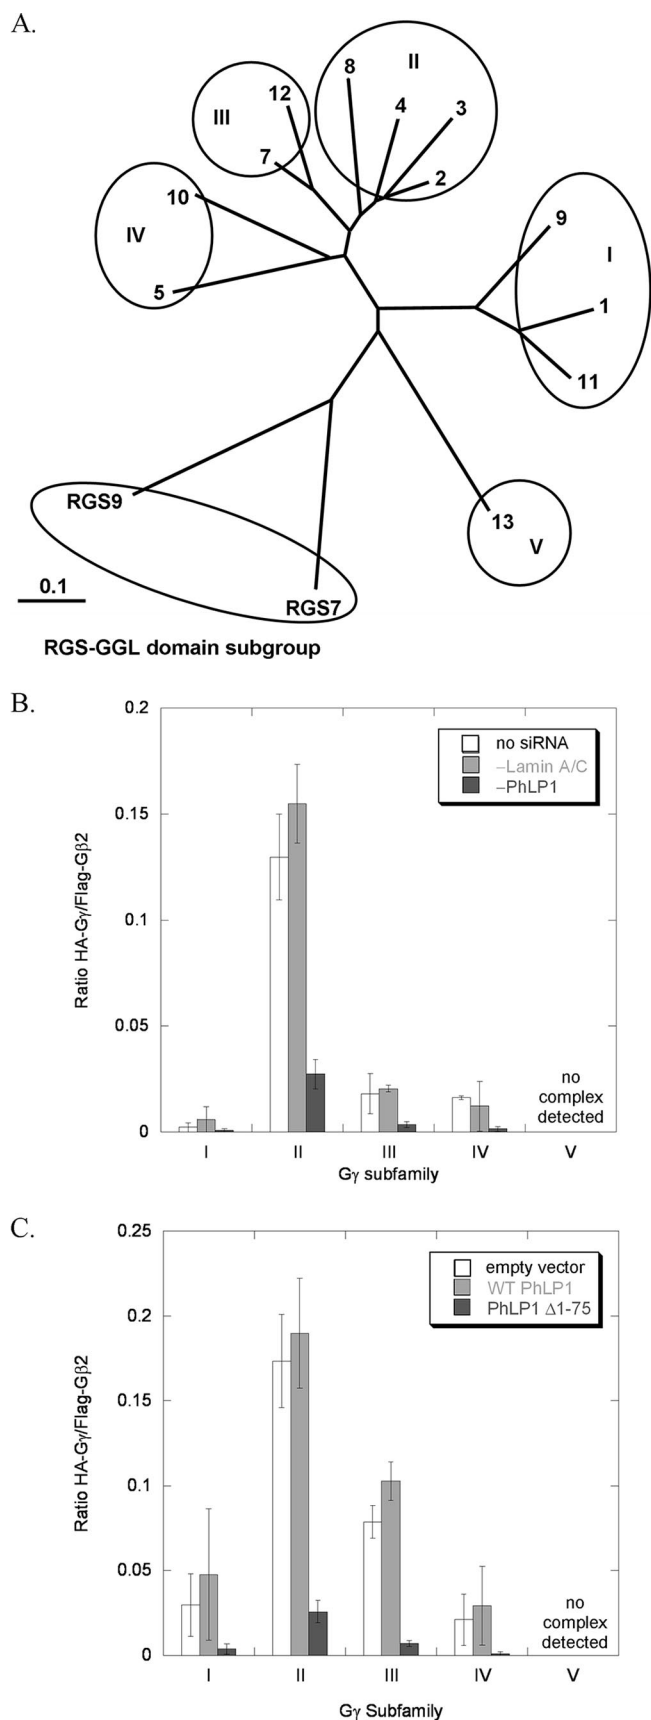 A.
II
8
4
3
2
12
III
7
10
IV
5
9
I
1
11
RGS9
RGS7
13
V
0.1
RGS-GGL domain subgroup
B.
0.2
0.15
0.1
0.05
0
Ratio HA-Gγ/Flag-Gβ2
no siRNA
–Lamin A/C
–PhLP1
no
complex
detected
I II III IV V
Gγ subfamily
C.
0.25
0.2
0.15
0.1
0.05
0
Ratio HA-Gγ/Flag-Gβ2
empty vector
WT PhLP1
PhLP1 Δ1-75
no
complex
detected
I II III IV V
Gγ Subfamily